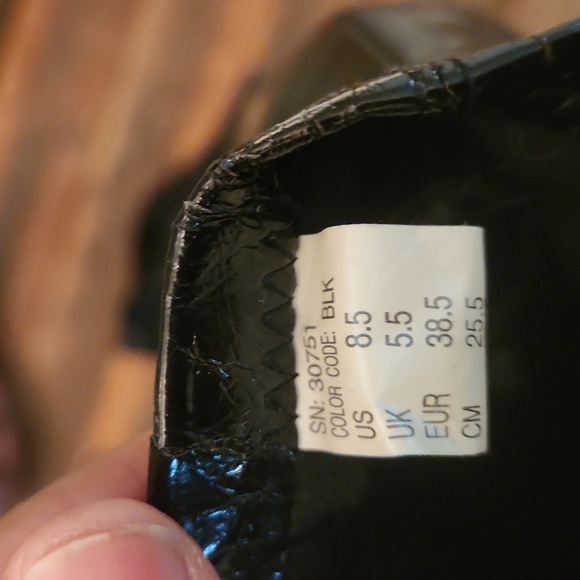 SN: 30751
COLOR CODE: BLK
US 8.5
UK 5.5
EUR 38.5
CM 25.5